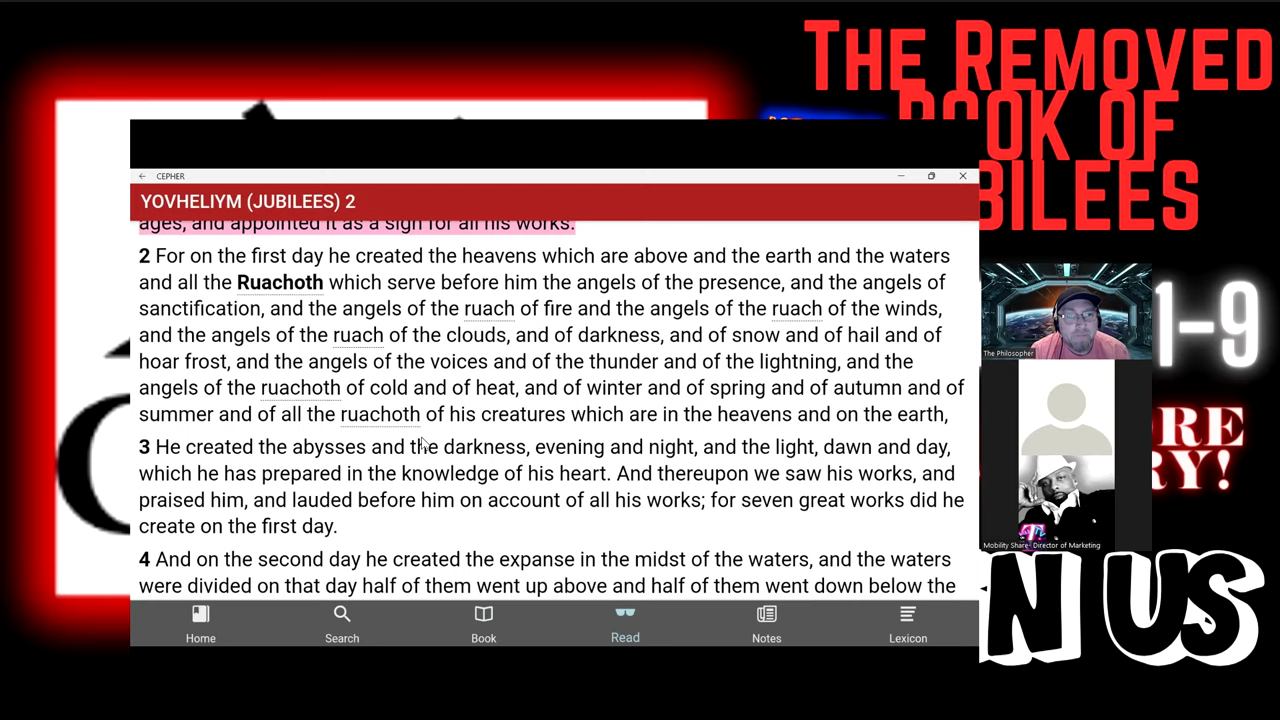 THE REMOVED
BOOK OF
BILEES
CEPHER
YOVHELIYM (JUBILEES) 2
ages, and appointed it as a sign for all his works.
2 For on the first day he created the heavens which are above and the earth and the waters
and all the Ruachoth which serve before him the angels of the presence, and the angels of
sanctification, and the angels of the ruach of fire and the angels of the ruach of the winds,
and the angels of the ruach of the clouds, and of darkness, and of snow and of hail and of
hoar frost, and the angels of the voices and of the thunder and of the lightning, and the
angels of the ruachoth of cold and of heat, and of winter and of spring and of autumn and of
summer and of all the ruachoth of his creatures which are in the heavens and on the earth,
3 He created the abysses and the darkness, evening and night, and the light, dawn and day,
which he has prepared in the knowledge of his heart. And thereupon we saw his works, and
praised him, and lauded before him on account of all his works; for seven great works did he
create on the first day.
4 And on the second day he created the expanse in the midst of the waters, and the waters
were divided on that day half of them went up above and half of them went down below the
Home
Search
Book
Read
Notes
Lexicon
The Philosopher
Mobility Share- Director of Marketing
1-9
RE
RY!
N US